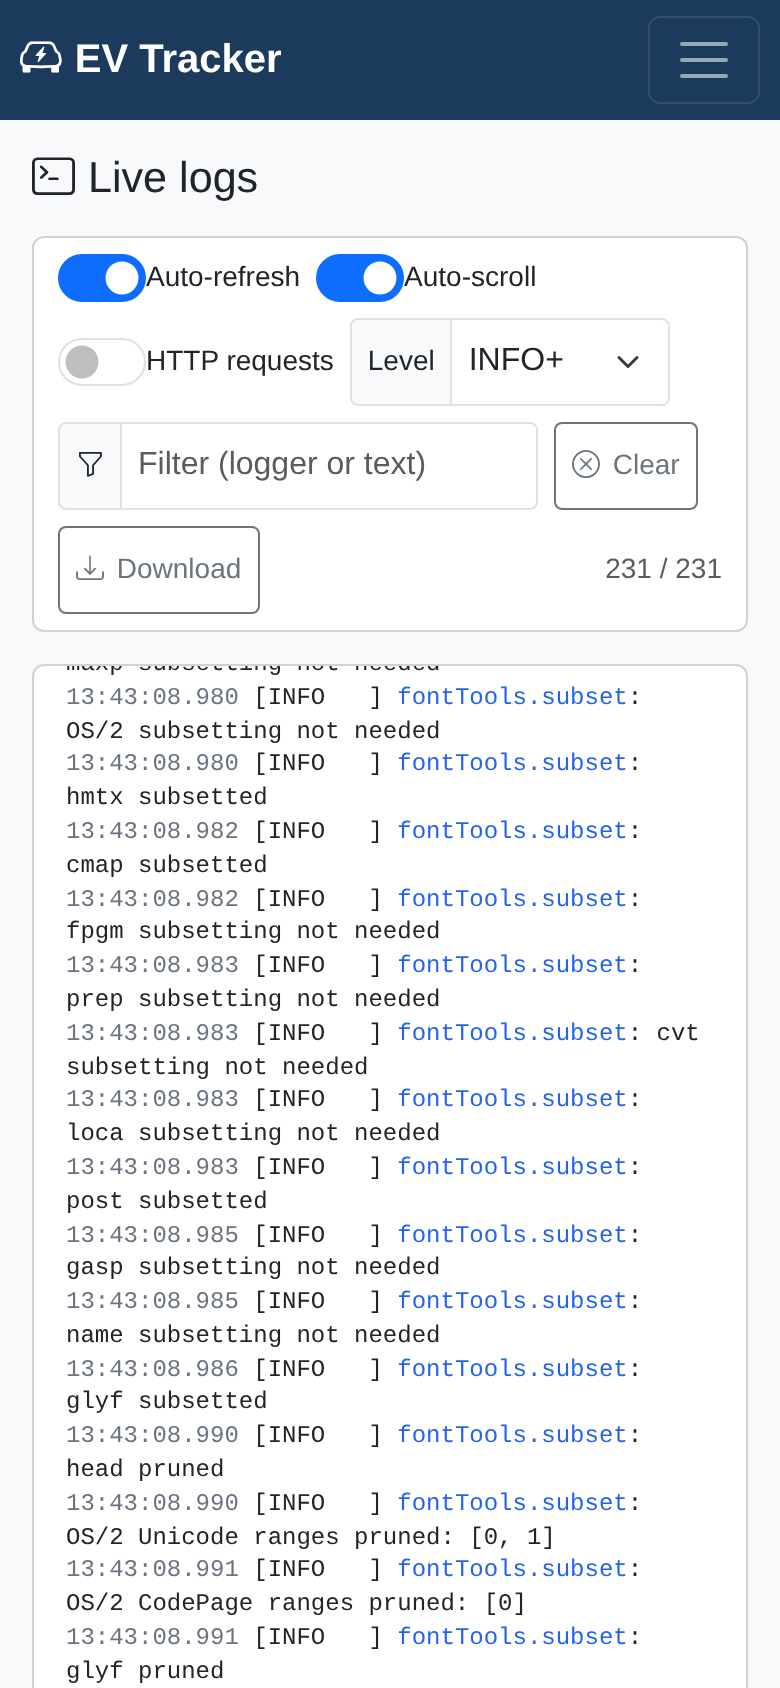 EV Tracker
Live logs
Auto-refresh Auto-scroll
HTTP requests Level INFO+
Filter (logger or text) Clear
Download 231 / 231
maxp subsetting not needed
13:43:08.980 [INFO   ] fontTools.subset:
OS/2 subsetting not needed
13:43:08.980 [INFO   ] fontTools.subset:
hmtx subsetted
13:43:08.982 [INFO   ] fontTools.subset:
cmap subsetted
13:43:08.982 [INFO   ] fontTools.subset:
fpgm subsetting not needed
13:43:08.983 [INFO   ] fontTools.subset:
prep subsetting not needed
13:43:08.983 [INFO   ] fontTools.subset: cvt
subsetting not needed
13:43:08.983 [INFO   ] fontTools.subset:
loca subsetting not needed
13:43:08.983 [INFO   ] fontTools.subset:
post subsetted
13:43:08.985 [INFO   ] fontTools.subset:
gasp subsetting not needed
13:43:08.985 [INFO   ] fontTools.subset:
name subsetting not needed
13:43:08.986 [INFO   ] fontTools.subset:
glyf subsetted
13:43:08.990 [INFO   ] fontTools.subset:
head pruned
13:43:08.990 [INFO   ] fontTools.subset:
OS/2 Unicode ranges pruned: [0, 1]
13:43:08.991 [INFO   ] fontTools.subset:
OS/2 CodePage ranges pruned: [0]
13:43:08.991 [INFO   ] fontTools.subset:
glyf pruned